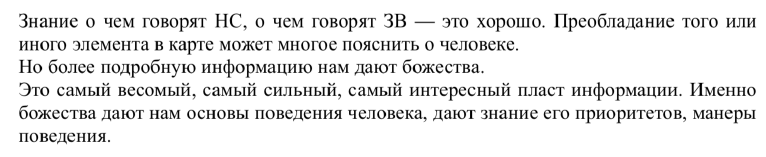 Знание о чем говорят НС, о чем говорят ЗВ — это хорошо. Преобладание того или
иного элемента в карте может многое пояснить о человеке.
Но более подробную информацию нам дают божества.
Это самый весомый, самый сильный, самый интересный пласт информации. Именно
божества дают нам основы поведения человека, дают знание его приоритетов, манеры
поведения.